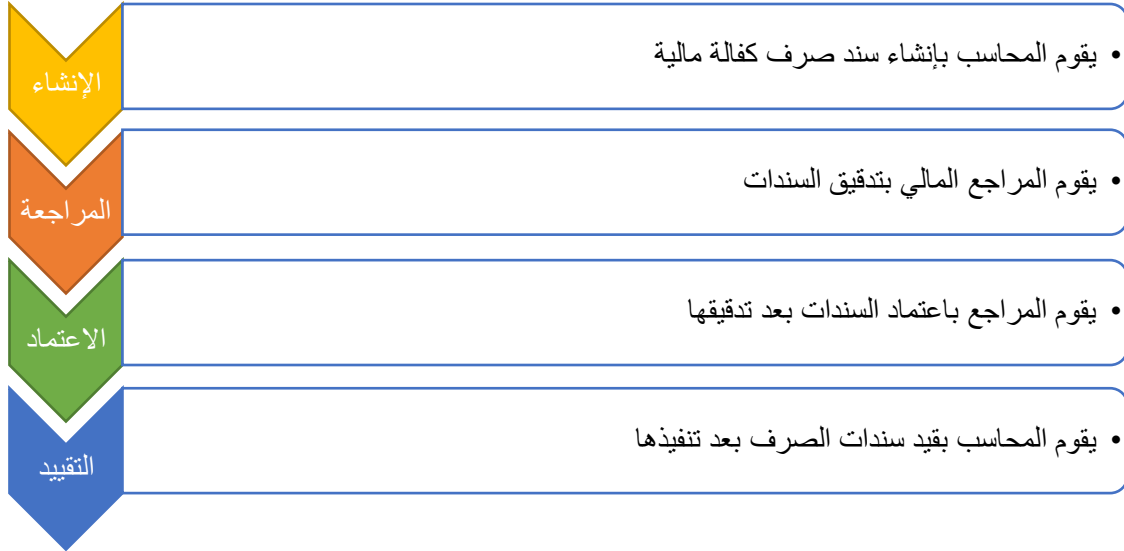 الإنشاء
• يقوم المحاسب بإنشاء سند صرف كفالة مالية
المراجعة
• يقوم المراجع المالي بتدقيق السندات
الاعتماد
• يقوم المراجع باعتماد السندات بعد تدقيقها
التقييد
• يقوم المحاسب بقيد سندات الصرف بعد تنفيذها